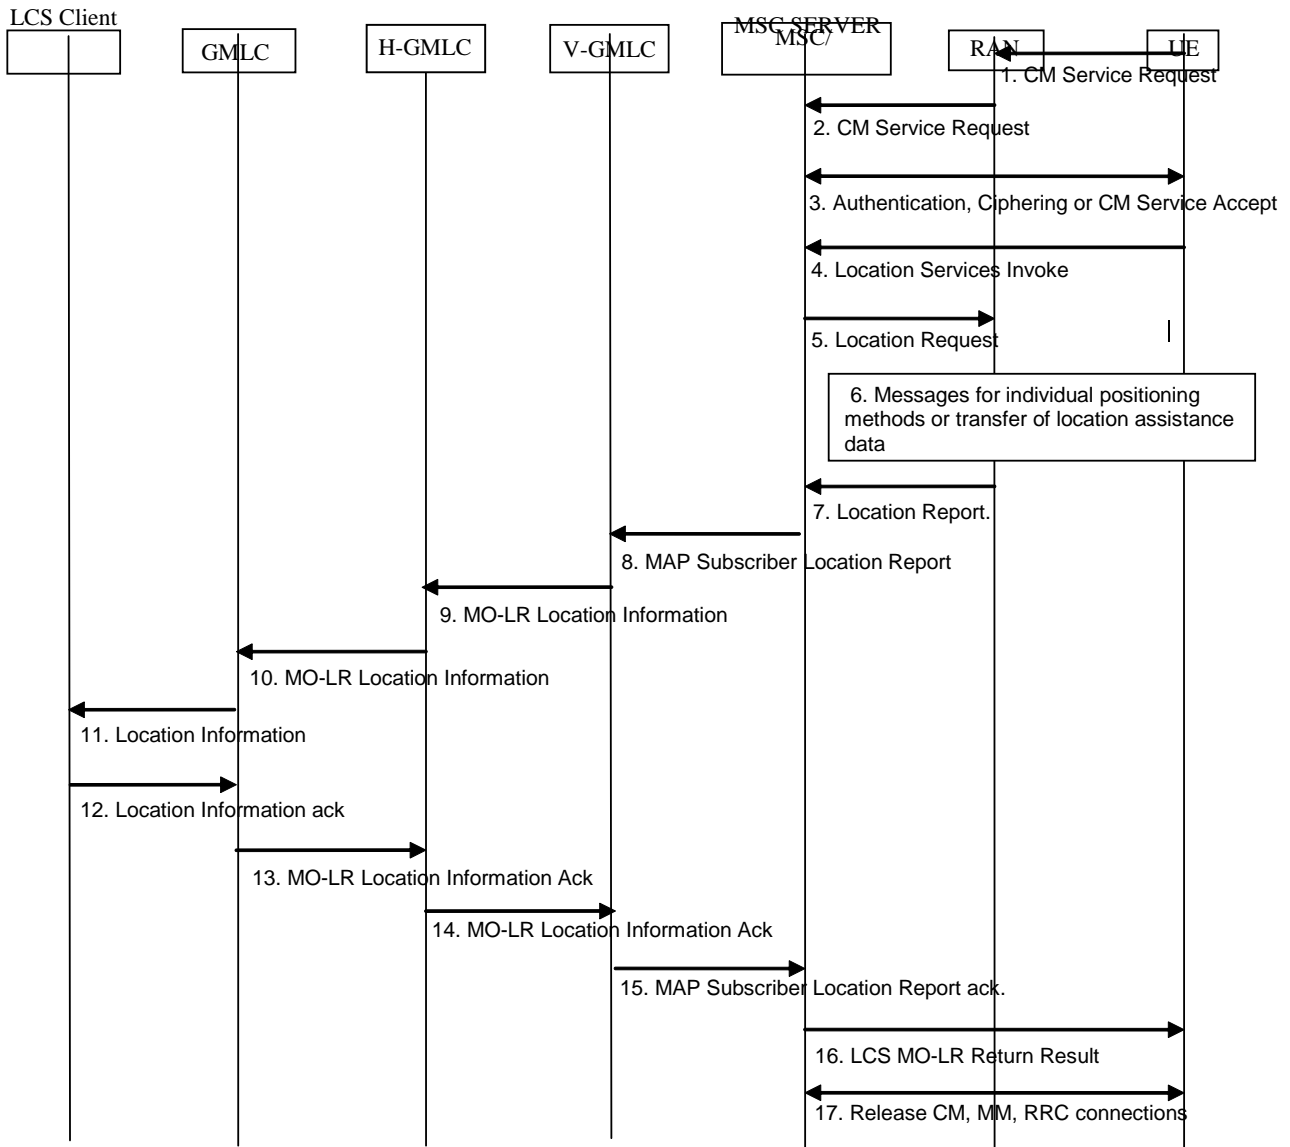 LCS Client
GMLC
H-GMLC
V-GMLC
MSC SERVER
MSC/
RAN
UE
1. CM Service Request
2. CM Service Request
3. Authentication, Ciphering or CM Service Accept
4. Location Services Invoke
5. Location Request
6. Messages for individual positioning
methods or transfer of location assistance
data
7. Location Report.
8. MAP Subscriber Location Report
9. MO-LR Location Information
10. MO-LR Location Information
11. Location Information
12. Location Information ack
13. MO-LR Location Information Ack
14. MO-LR Location Information Ack
15. MAP Subscriber Location Report ack.
16. LCS MO-LR Return Result
17. Release CM, MM, RRC connections